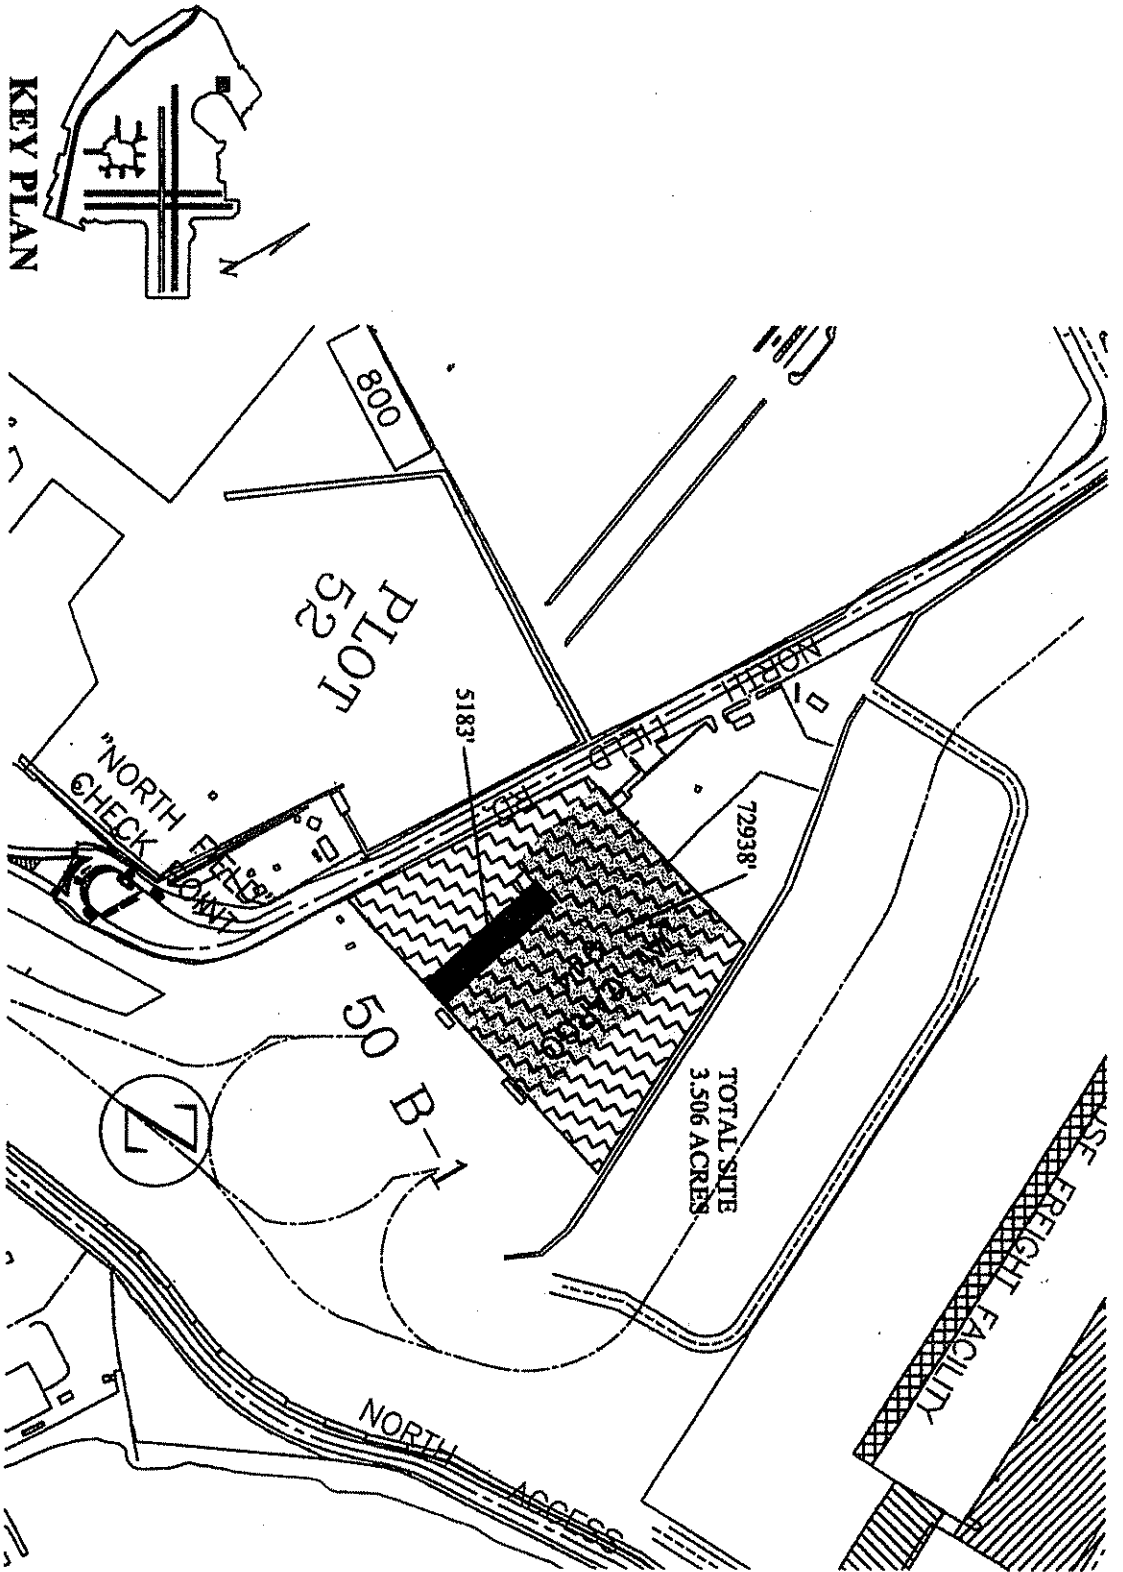 KEY PLAN
N
800
PLOT
52
NORTH
FIELD
5183'
72938'
"NORTH FIELD"
CHECK POINT
50 B-1
TOTAL SITE
3.506 ACRES
FREIGHT FACILITY
NORTH ACCESS